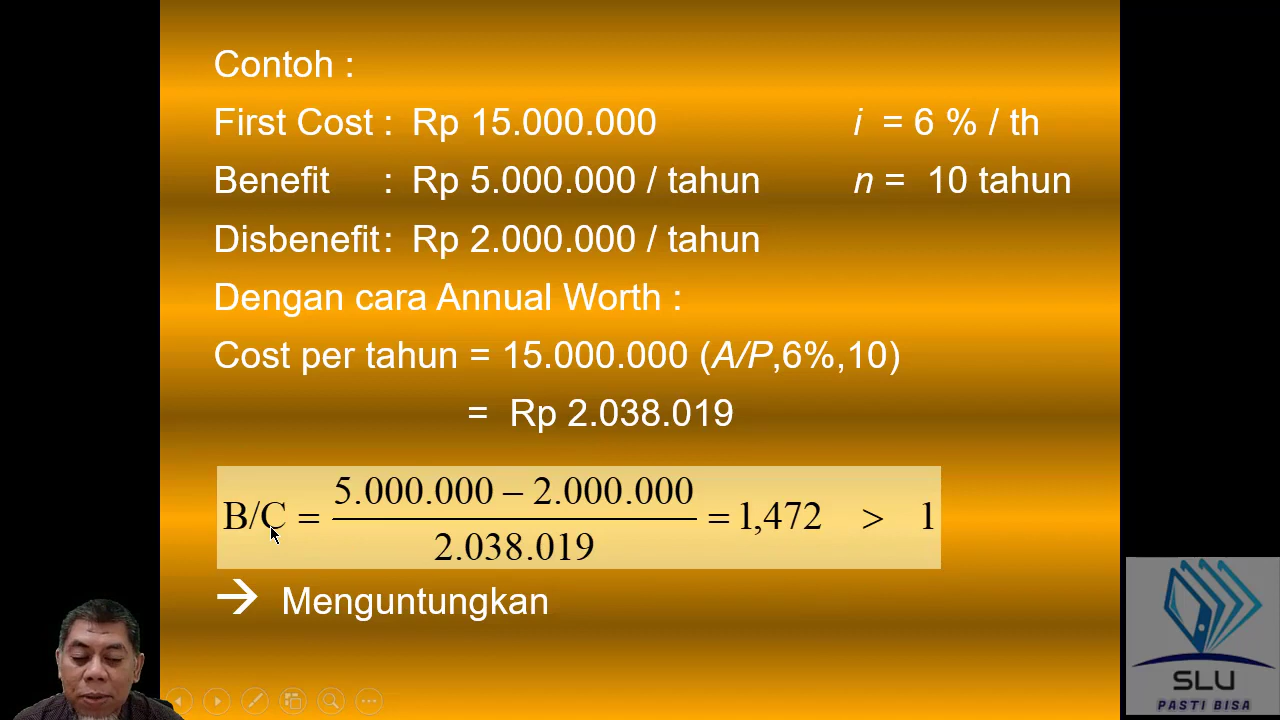 Contoh :
First Cost : Rp 15.000.000 i = 6 % / th
Benefit : Rp 5.000.000 / tahun n = 10 tahun
Disbenefit : Rp 2.000.000 / tahun
Dengan cara Annual Worth :
Cost per tahun = 15.000.000 (A/P,6%,10)
= Rp 2.038.019
B/C = 5.000.000 – 2.000.000 / 2.038.019 = 1,472 > 1
→ Menguntungkan
SLU
PASTI BISA